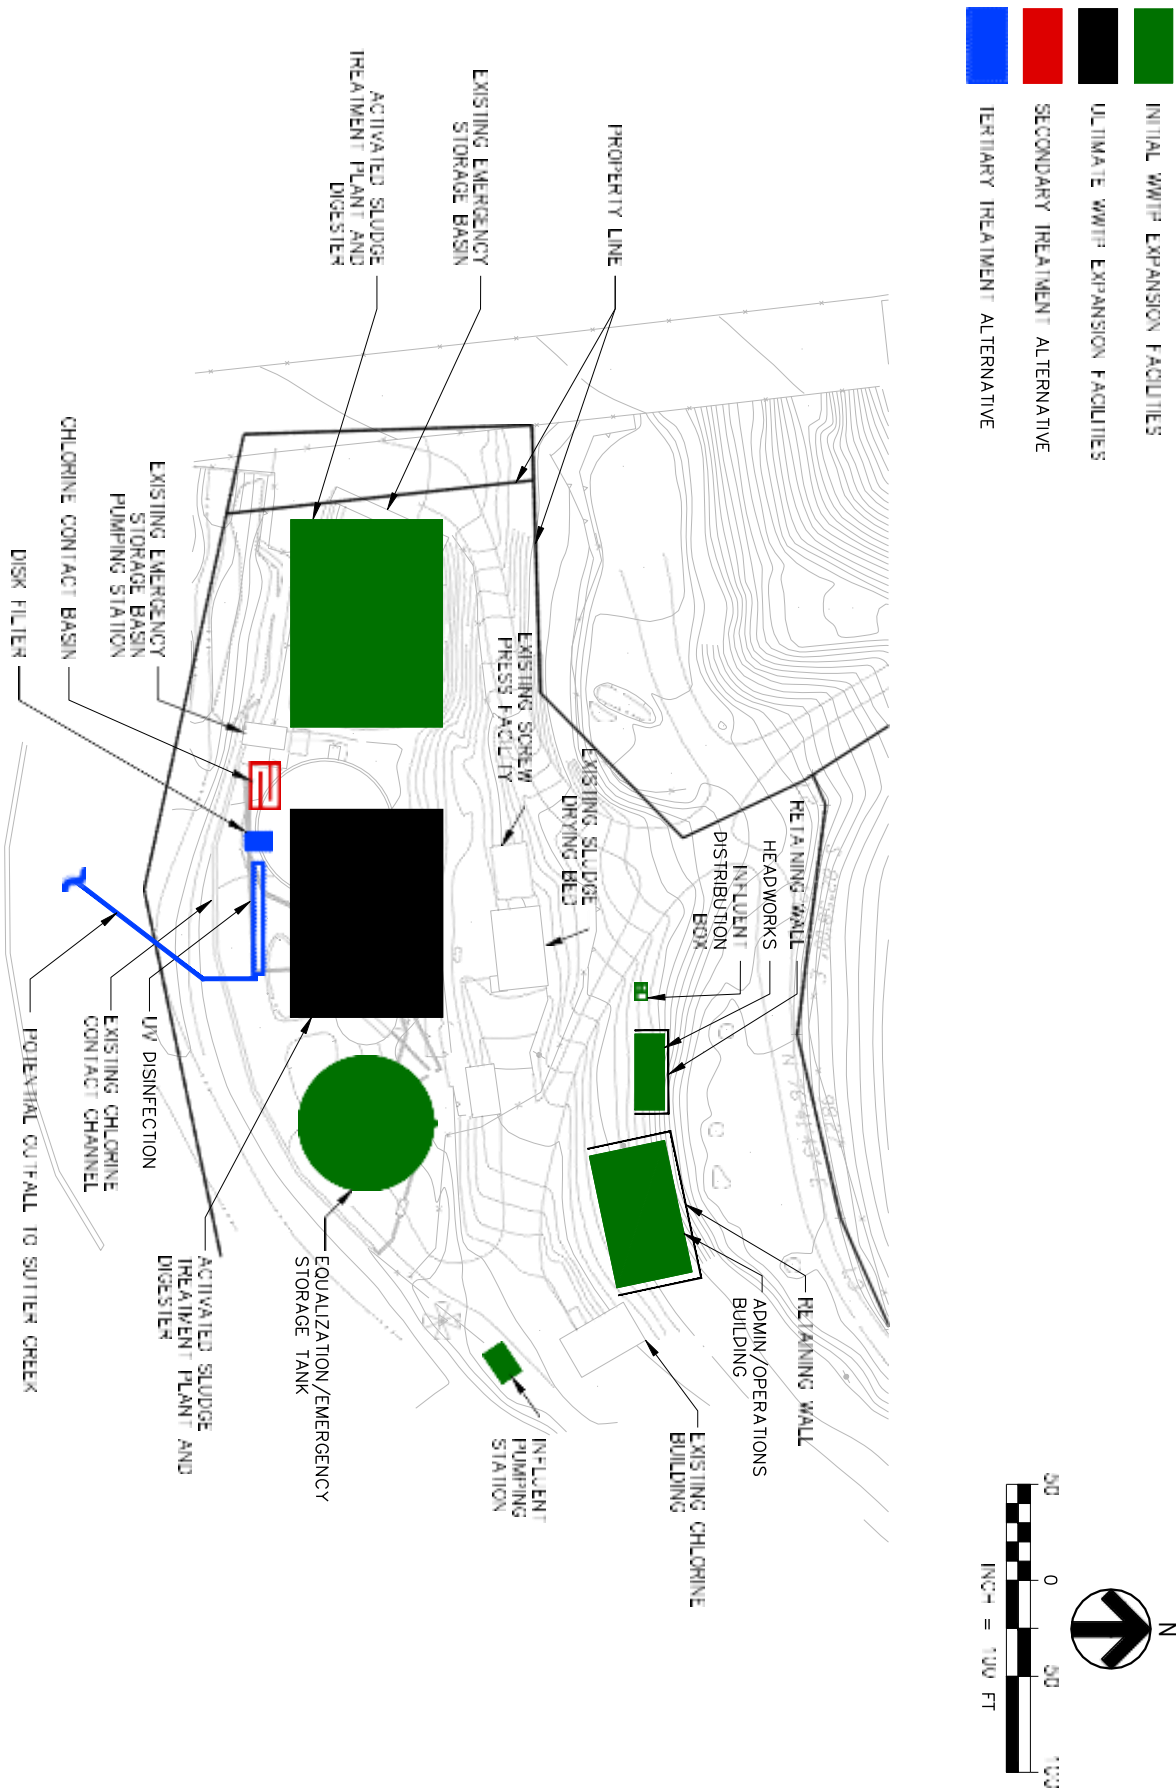 INITIAL WWTP EXPANSION FACILITIES
ULTIMATE WWTP EXPANSION FACILITIES
SECONDARY TREATMENT ALTERNATIVE
TERTIARY TREATMENT ALTERNATIVE
N
50 0 50 100
INCH = 100 FT
PROPERTY LINE
EXISTING EMERGENCY
STORAGE BASIN
ACTIVATED SLUDGE
TREATMENT PLANT AND
DIGESTER
RETAINING WALL
HEADWORKS
INFLUENT
DISTRIBUTION
BOX
EXISTING SLUDGE
DRYING BED
EXISTING SCREW
PRESS FACILITY
RETAINING WALL
ADMIN/OPERATIONS
BUILDING
EXISTING CHLORINE
BUILDING
INFLUENT
PUMPING
STATION
EXISTING EMERGENCY
STORAGE BASIN
PUMPING STATION
CHLORINE CONTACT BASIN
DISK FILTER
EQUALIZATION/EMERGENCY
STORAGE TANK
ACTIVATED SLUDGE
TREATMENT PLANT AND
DIGESTER
UV DISINFECTION
EXISTING CHLORINE
CONTACT CHANNEL
POTENTIAL OUTFALL TO SUTTER CREEK